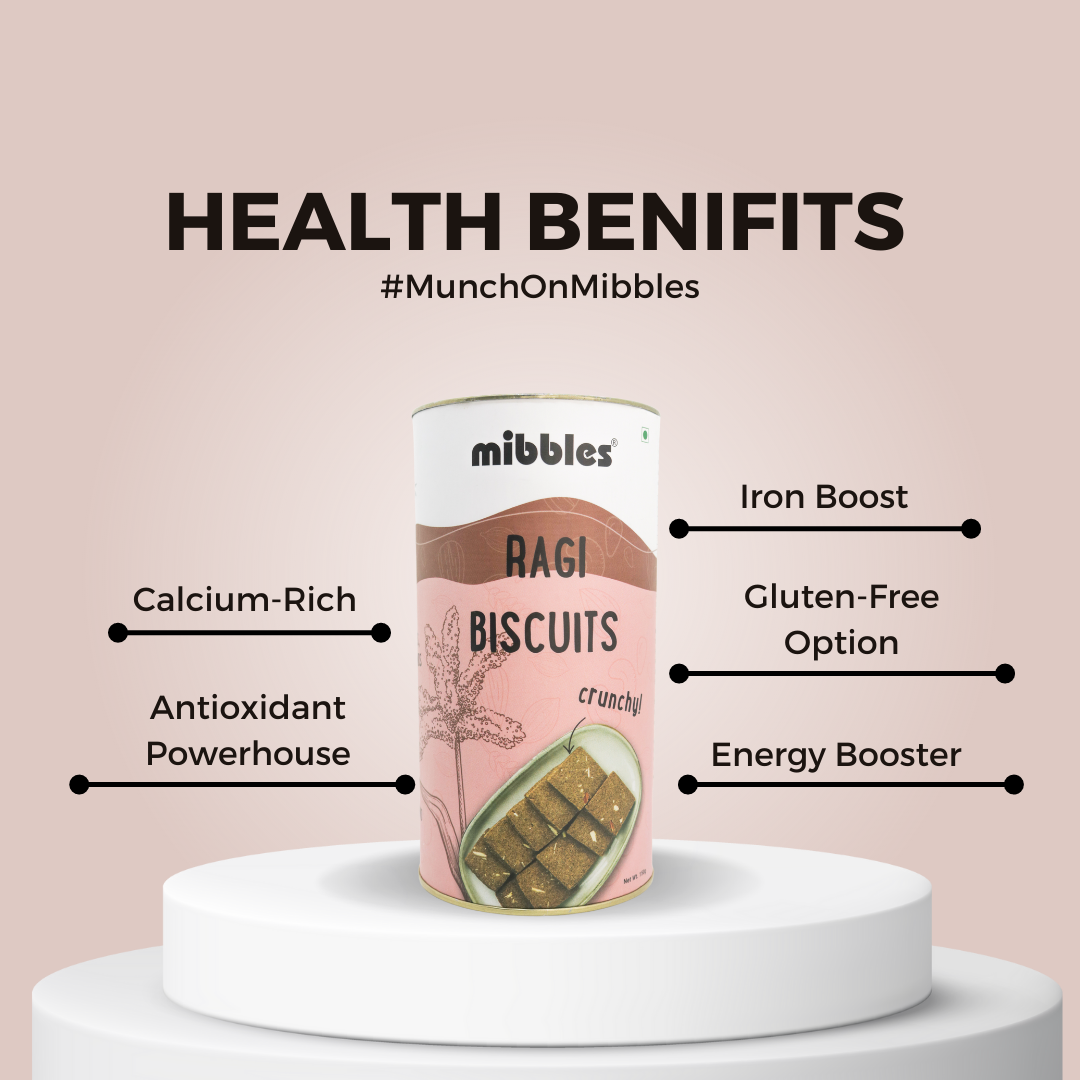 HEALTH BENIFITS
#MunchOnMibbles
mibbles®
RAGI
BISCUITS
crunchy!
Net Wt.
Calcium-Rich
Antioxidant
Powerhouse
Iron Boost
Gluten-Free
Option
Energy Booster